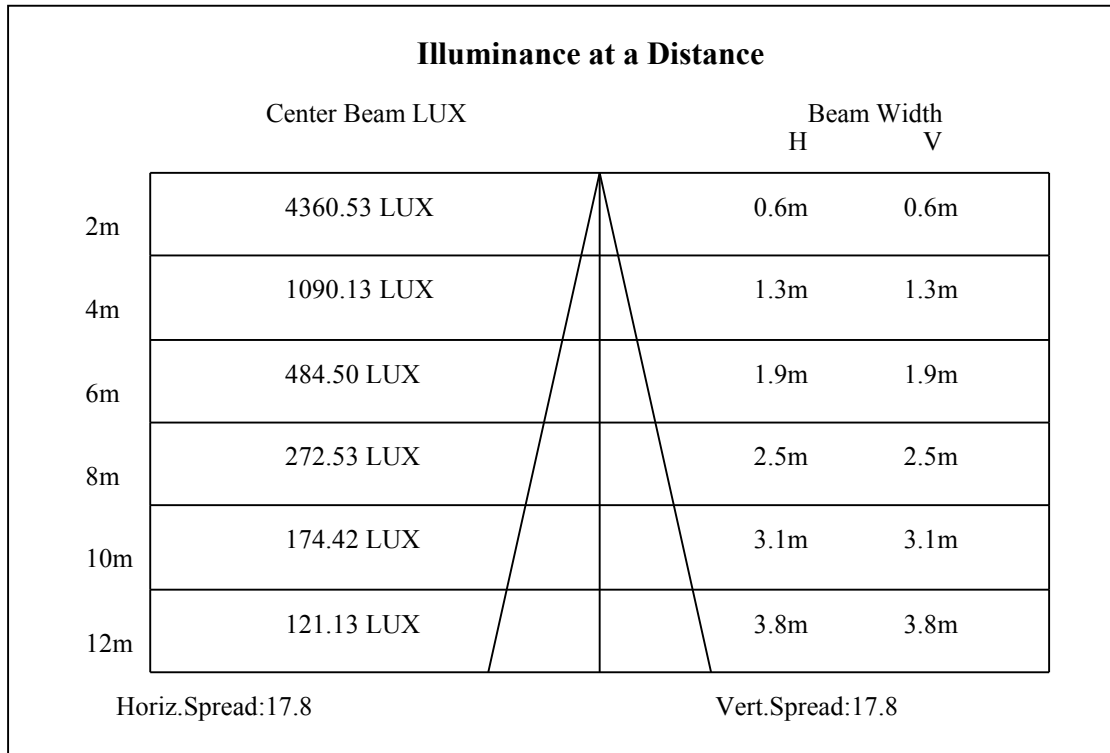 Illuminance at a Distance
Center Beam LUX Beam Width
H V
2m 4360.53 LUX 0.6m 0.6m
4m 1090.13 LUX 1.3m 1.3m
6m 484.50 LUX 1.9m 1.9m
8m 272.53 LUX 2.5m 2.5m
10m 174.42 LUX 3.1m 3.1m
12m 121.13 LUX 3.8m 3.8m
Horiz.Spread:17.8 Vert.Spread:17.8